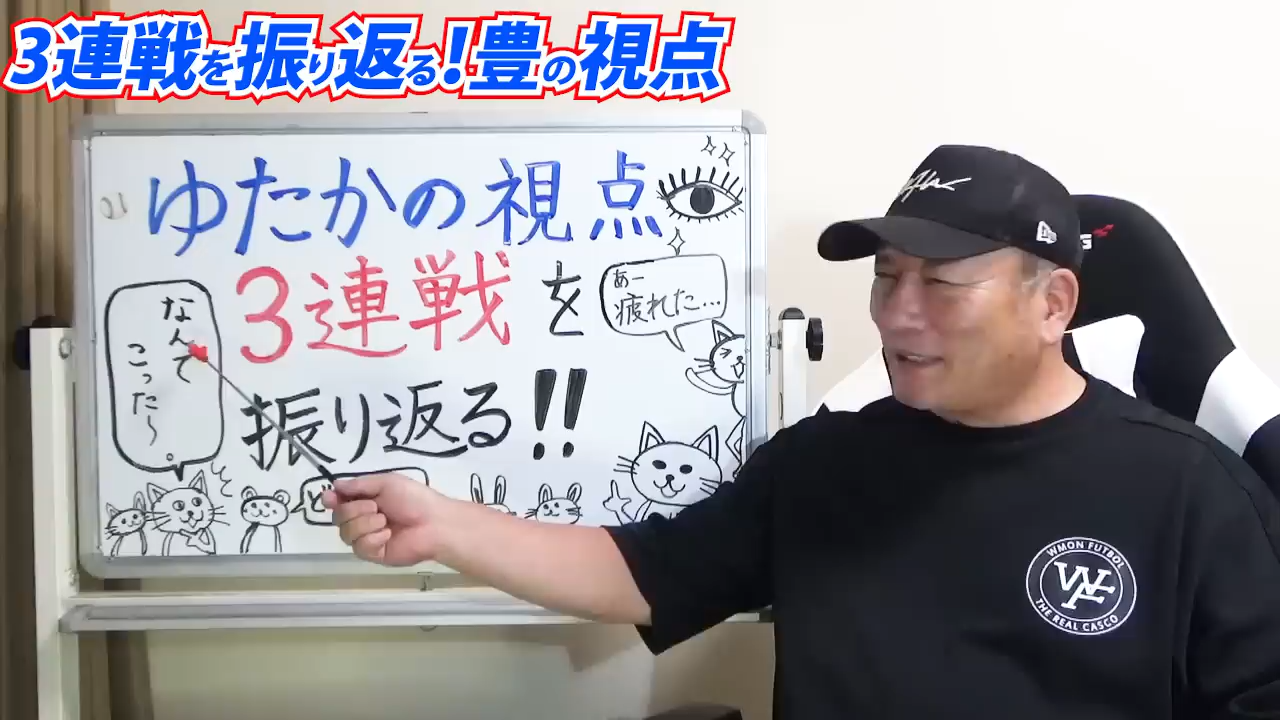 3連戦を振り返る!豊の視点
ゆたかの視点
3連戦を
振り返る!!
あー
疲れた…
なんて
こった〜
ど
WMON FUTBOL
WF
THE REAL CASCO